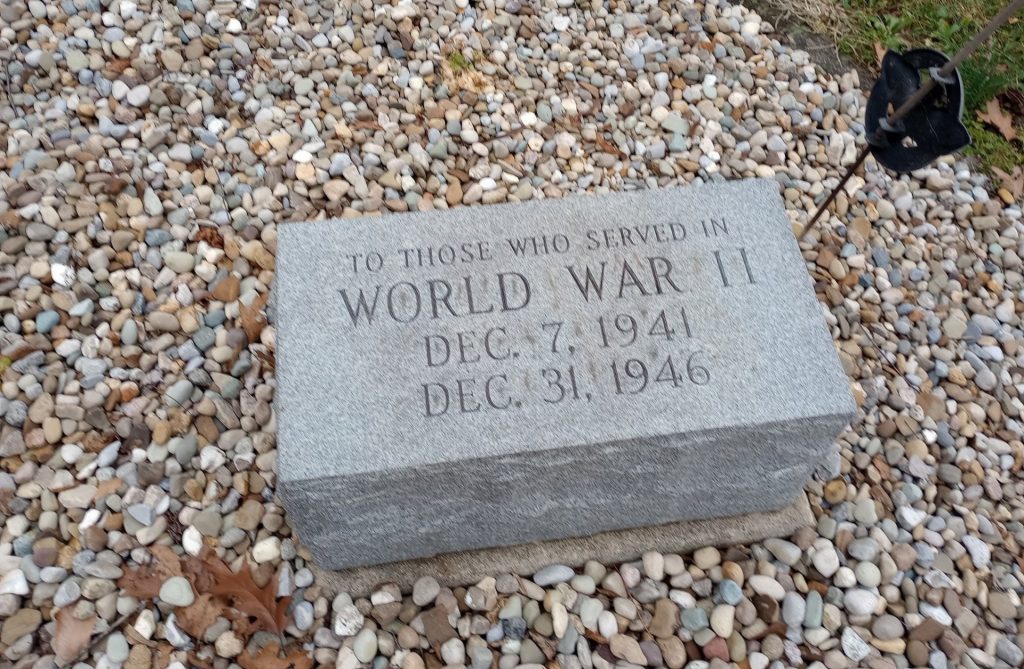 TO THOSE WHO SERVED IN
WORLD WAR II
DEC. 7, 1941
DEC. 31, 1946